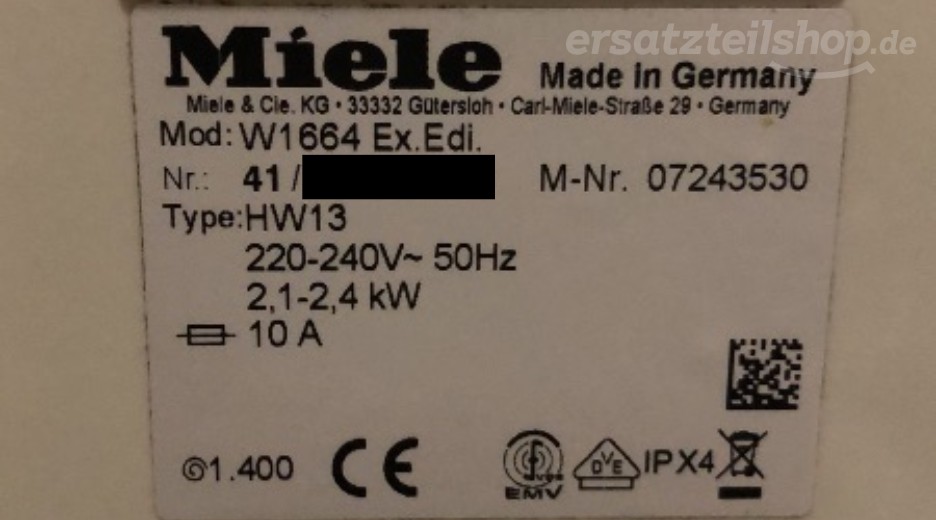 ersatzteilshop.de
Miele Made in Germany
Miele & Cie. KG • 33332 Gütersloh • Carl-Miele-Straße 29 • Germany
Mod: W1664 Ex.Edi.
Nr.: 41 / M-Nr. 07243530
Type: HW13
220-240V~ 50Hz
2,1-2,4 kW
10 A
1.400 CE EMV DVE IPX4